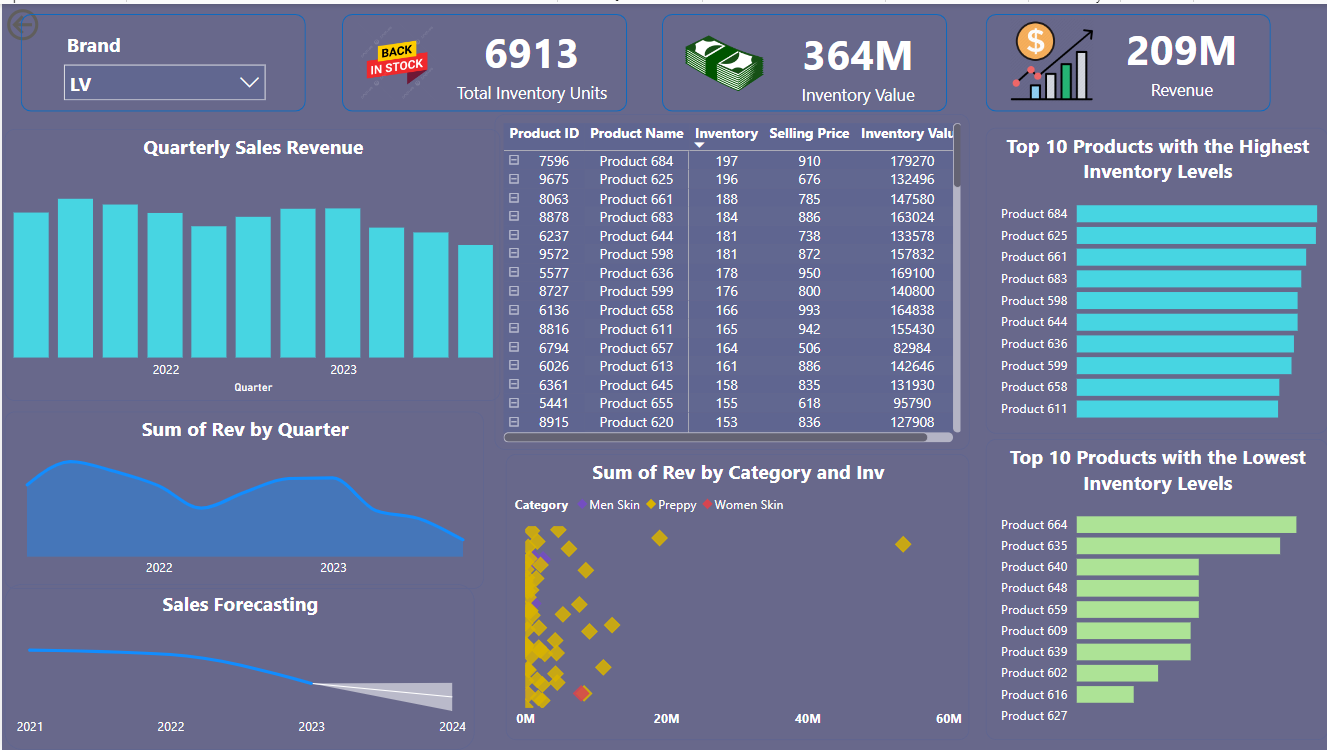 Brand
LV
BACK
IN STOCK
6913
Total Inventory Units
364M
Inventory Value
$
209M
Revenue
Quarterly Sales Revenue
2022 2023
Quarter
Sum of Rev by Quarter
2022 2023
Sales Forecasting
2021 2022 2023 2024
Product ID Product Name Inventory Selling Price Inventory Valu
7596 Product 684 197 910 179270
9675 Product 625 196 676 132496
8063 Product 661 188 785 147580
8878 Product 683 184 886 163024
6237 Product 644 181 738 133578
9572 Product 598 181 872 157832
5577 Product 636 178 950 169100
8727 Product 599 176 800 140800
6136 Product 658 166 993 164838
8816 Product 611 165 942 155430
6794 Product 657 164 506 82984
6026 Product 613 161 886 142646
6361 Product 645 158 835 131930
5441 Product 655 155 618 95790
8915 Product 620 153 836 127908
Sum of Rev by Category and Inv
Category Men Skin Preppy Women Skin
0M 20M 40M 60M
Top 10 Products with the Highest
Inventory Levels
Product 684
Product 625
Product 661
Product 683
Product 598
Product 644
Product 636
Product 599
Product 658
Product 611
Top 10 Products with the Lowest
Inventory Levels
Product 664
Product 635
Product 640
Product 648
Product 659
Product 609
Product 639
Product 602
Product 616
Product 627